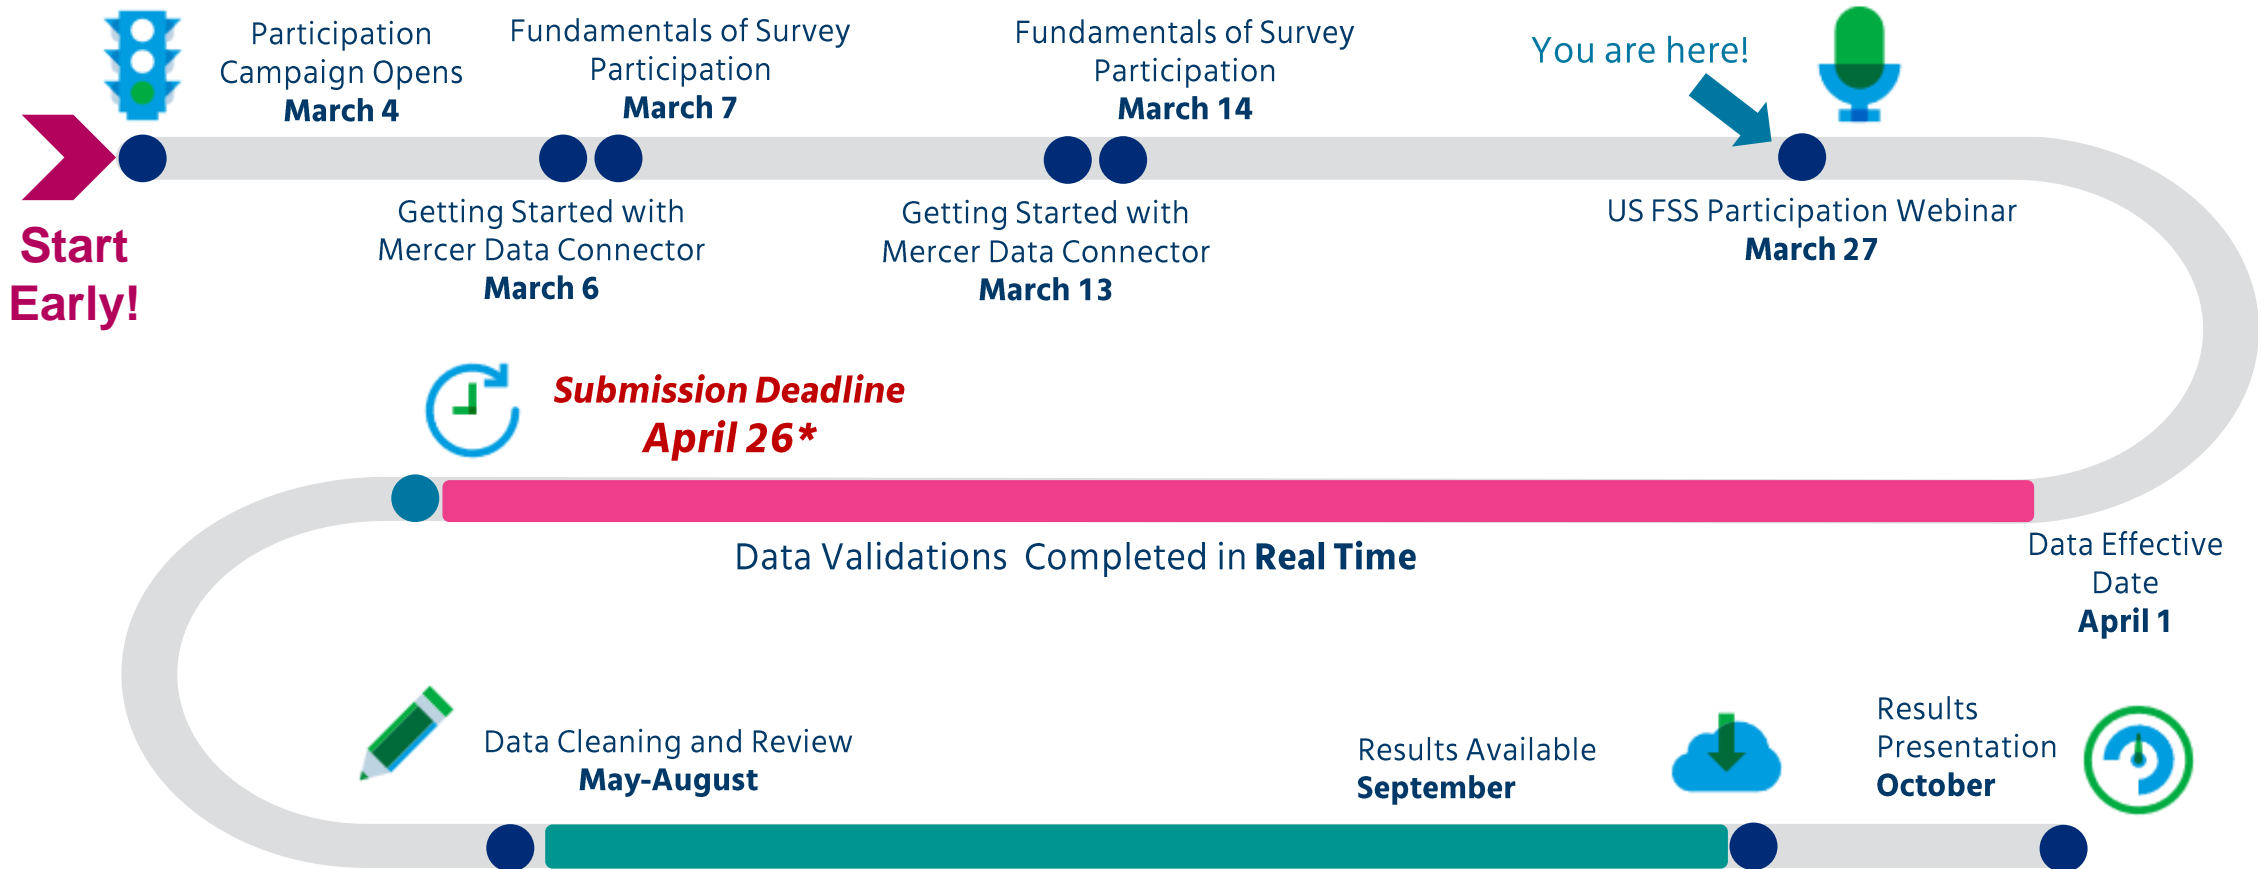 Participation
Campaign Opens
March 4
Fundamentals of Survey
Participation
March 7
Fundamentals of Survey
Participation
March 14
You are here!
Start
Early!
Getting Started with
Mercer Data Connector
March 6
Getting Started with
Mercer Data Connector
March 13
US FSS Participation Webinar
March 27
Submission Deadline
April 26*
Data Validations  Completed in Real Time
Data Effective
Date
April 1
Data Cleaning and Review
May-August
Results Available
September
Results
Presentation
October